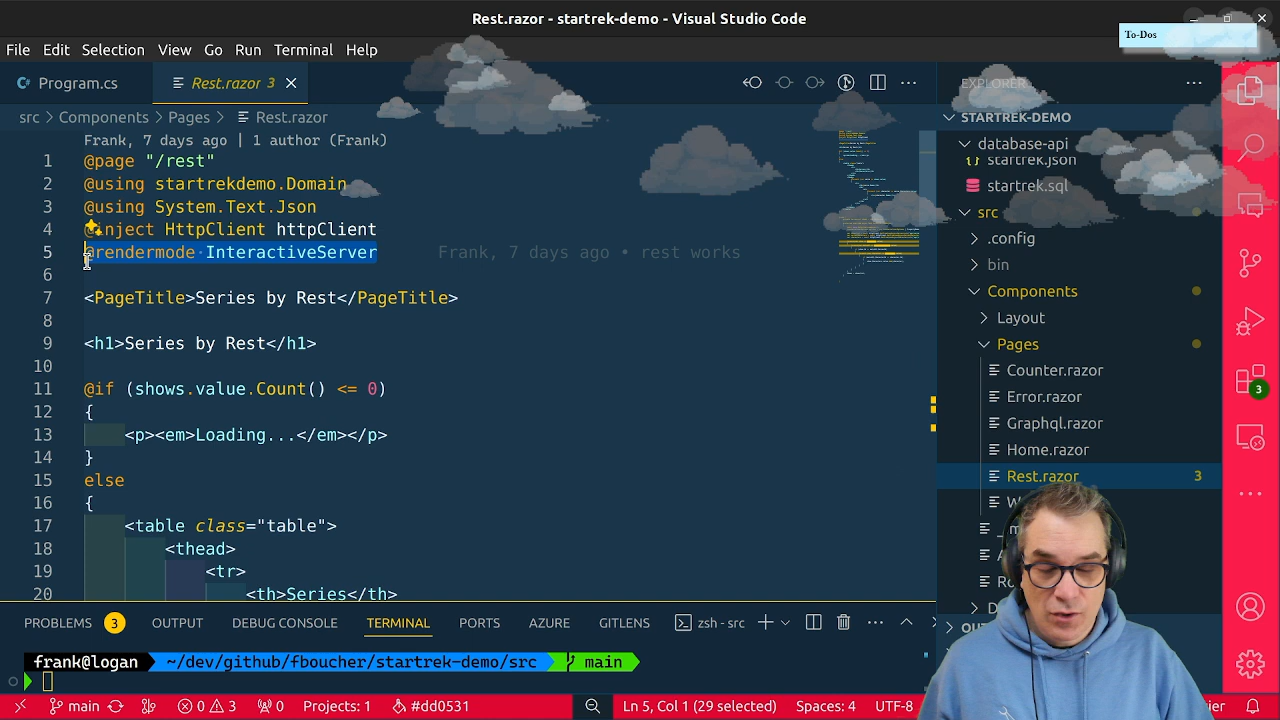 Rest.razor - startrek-demo - Visual Studio Code
To-Dos
File Edit Selection View Go Run Terminal Help
Program.cs
Rest.razor 3
EXPLORER
src > Components > Pages > Rest.razor
STARTREK-DEMO
Frank, 7 days ago | 1 author (Frank)
database-api
startrek.json
startrek.sql
src
.config
bin
Components
Layout
Pages
Counter.razor
Error.razor
Graphql.razor
Home.razor
Rest.razor 3
1 @page "/rest"
2 @using startrekdemo.Domain
3 @using System.Text.Json
4 @inject HttpClient httpClient
5 @rendermode InteractiveServer Frank, 7 days ago • rest works
6
7 <PageTitle>Series by Rest</PageTitle>
8
9 <h1>Series by Rest</h1>
10
11 @if (shows.value.Count() <= 0)
12 {
13 <p><em>Loading...</em></p>
14 }
15 else
16 {
17 <table class="table">
18 <thead>
19 <tr>
20 <th>Series</th>
3
PROBLEMS 3 OUTPUT DEBUG CONSOLE TERMINAL PORTS AZURE GITLENS zsh - src
frank@logan ~/dev/github/fboucher/startrek-demo/src main
main 0 3 0 Projects: 1 #dd0531 Ln 5, Col 1 (29 selected) Spaces: 4 UTF-8